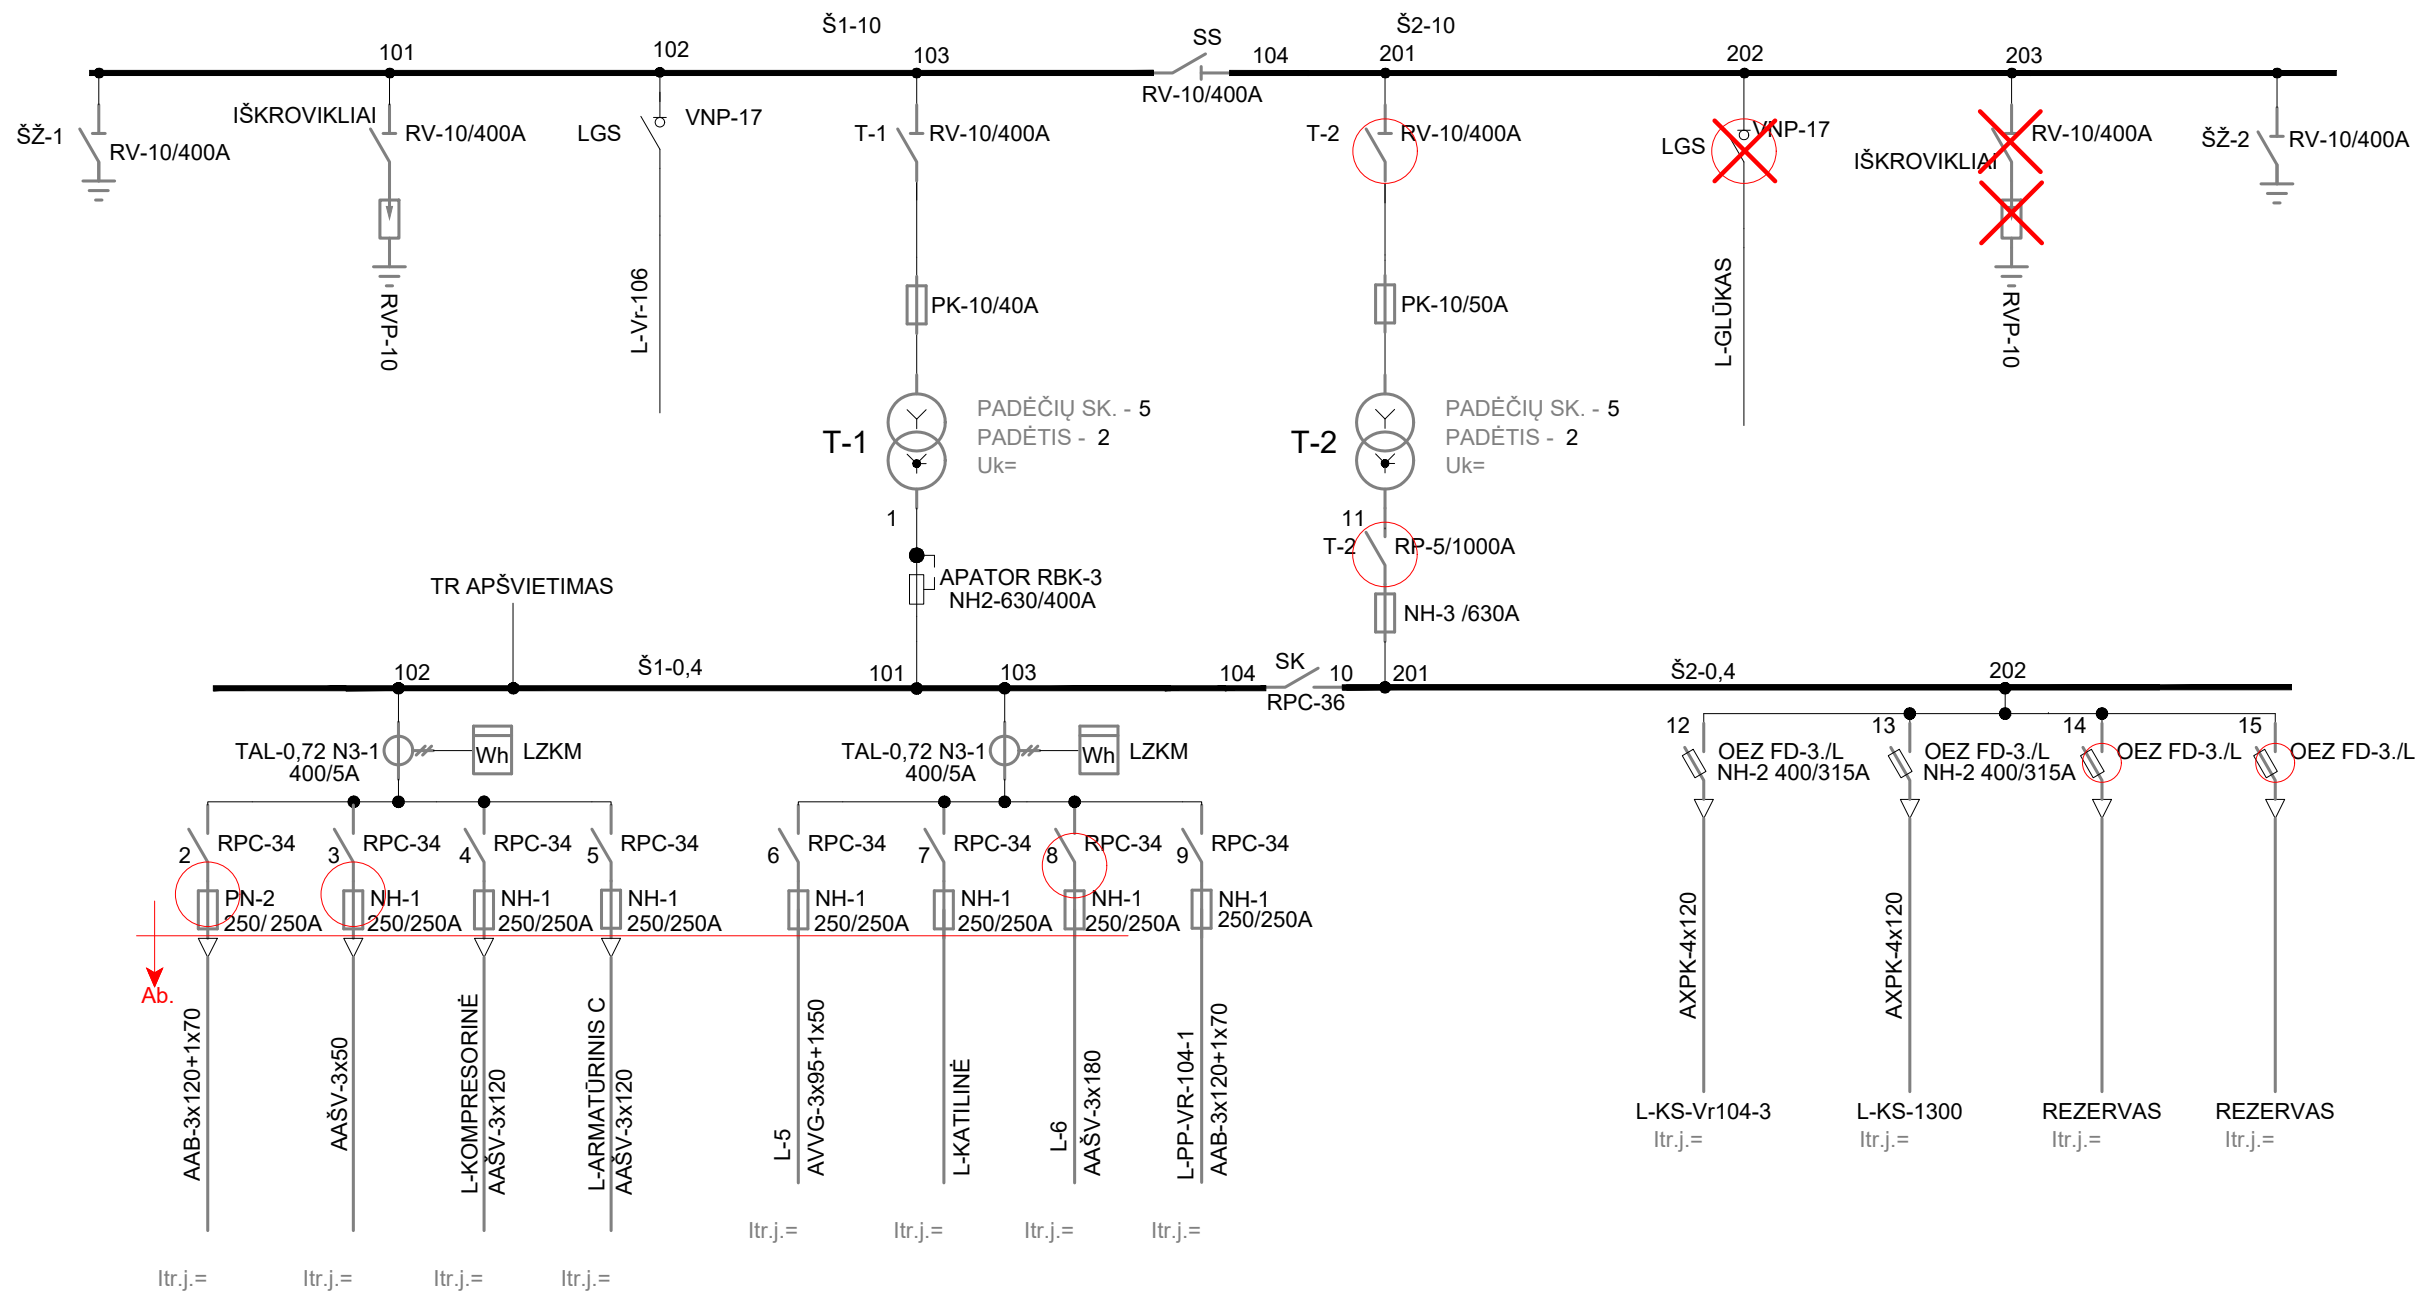 Š1-10
Š2-10
SS
101
102
103
104
201
202
203
RV-10/400A
ŠŽ-1
RV-10/400A
IŠKROVIKLIAI
RV-10/400A
RVP-10
LGS
VNP-17
L-Vr-106
T-1
RV-10/400A
PK-10/40A
T-2
RV-10/400A
PK-10/50A
LGS
VNP-17
L-GLŪKAS
IŠKROVIKLIAI
RV-10/400A
RVP-10
ŠŽ-2
RV-10/400A
T-1
PADĖČIŲ SK. - 5
PADĖTIS - 2
Uk=
T-2
PADĖČIŲ SK. - 5
PADĖTIS - 2
Uk=
1
APATOR RBK-3
NH2-630/400A
11
T-2
RP-5/1000A
NH-3 /630A
TR APŠVIETIMAS
102
Š1-0,4
101
103
104
SK
10
201
RPC-36
Š2-0,4
202
TAL-0,72 N3-1
400/5A
Wh
LZKM
TAL-0,72 N3-1
400/5A
Wh
LZKM
2
RPC-34
PN-2
250/ 250A
3
RPC-34
NH-1
250/250A
4
RPC-34
NH-1
250/250A
5
RPC-34
NH-1
250/250A
6
RPC-34
NH-1
250/250A
7
RPC-34
NH-1
250/250A
8
RPC-34
NH-1
250/250A
9
RPC-34
NH-1
250/250A
12
OEZ FD-3./L
NH-2 400/315A
13
OEZ FD-3./L
NH-2 400/315A
14
OEZ FD-3./L
15
OEZ FD-3./L
Ab.
AAB-3x120+1x70
AAŠV-3x50
L-KOMPRESORINĖ
AAŠV-3x120
L-ARMATŪRINIS C
AAŠV-3x120
L-5
AVVG-3x95+1x50
L-KATILINĖ
L-6
AAŠV-3x180
L-PP-VR-104-1
AAB-3x120+1x70
AXPK-4x120
AXPK-4x120
L-KS-Vr104-3
Itr.j.=
L-KS-1300
Itr.j.=
REZERVAS
Itr.j.=
REZERVAS
Itr.j.=
Itr.j.=
Itr.j.=
Itr.j.=
Itr.j.=
Itr.j.=
Itr.j.=
Itr.j.=
Itr.j.=